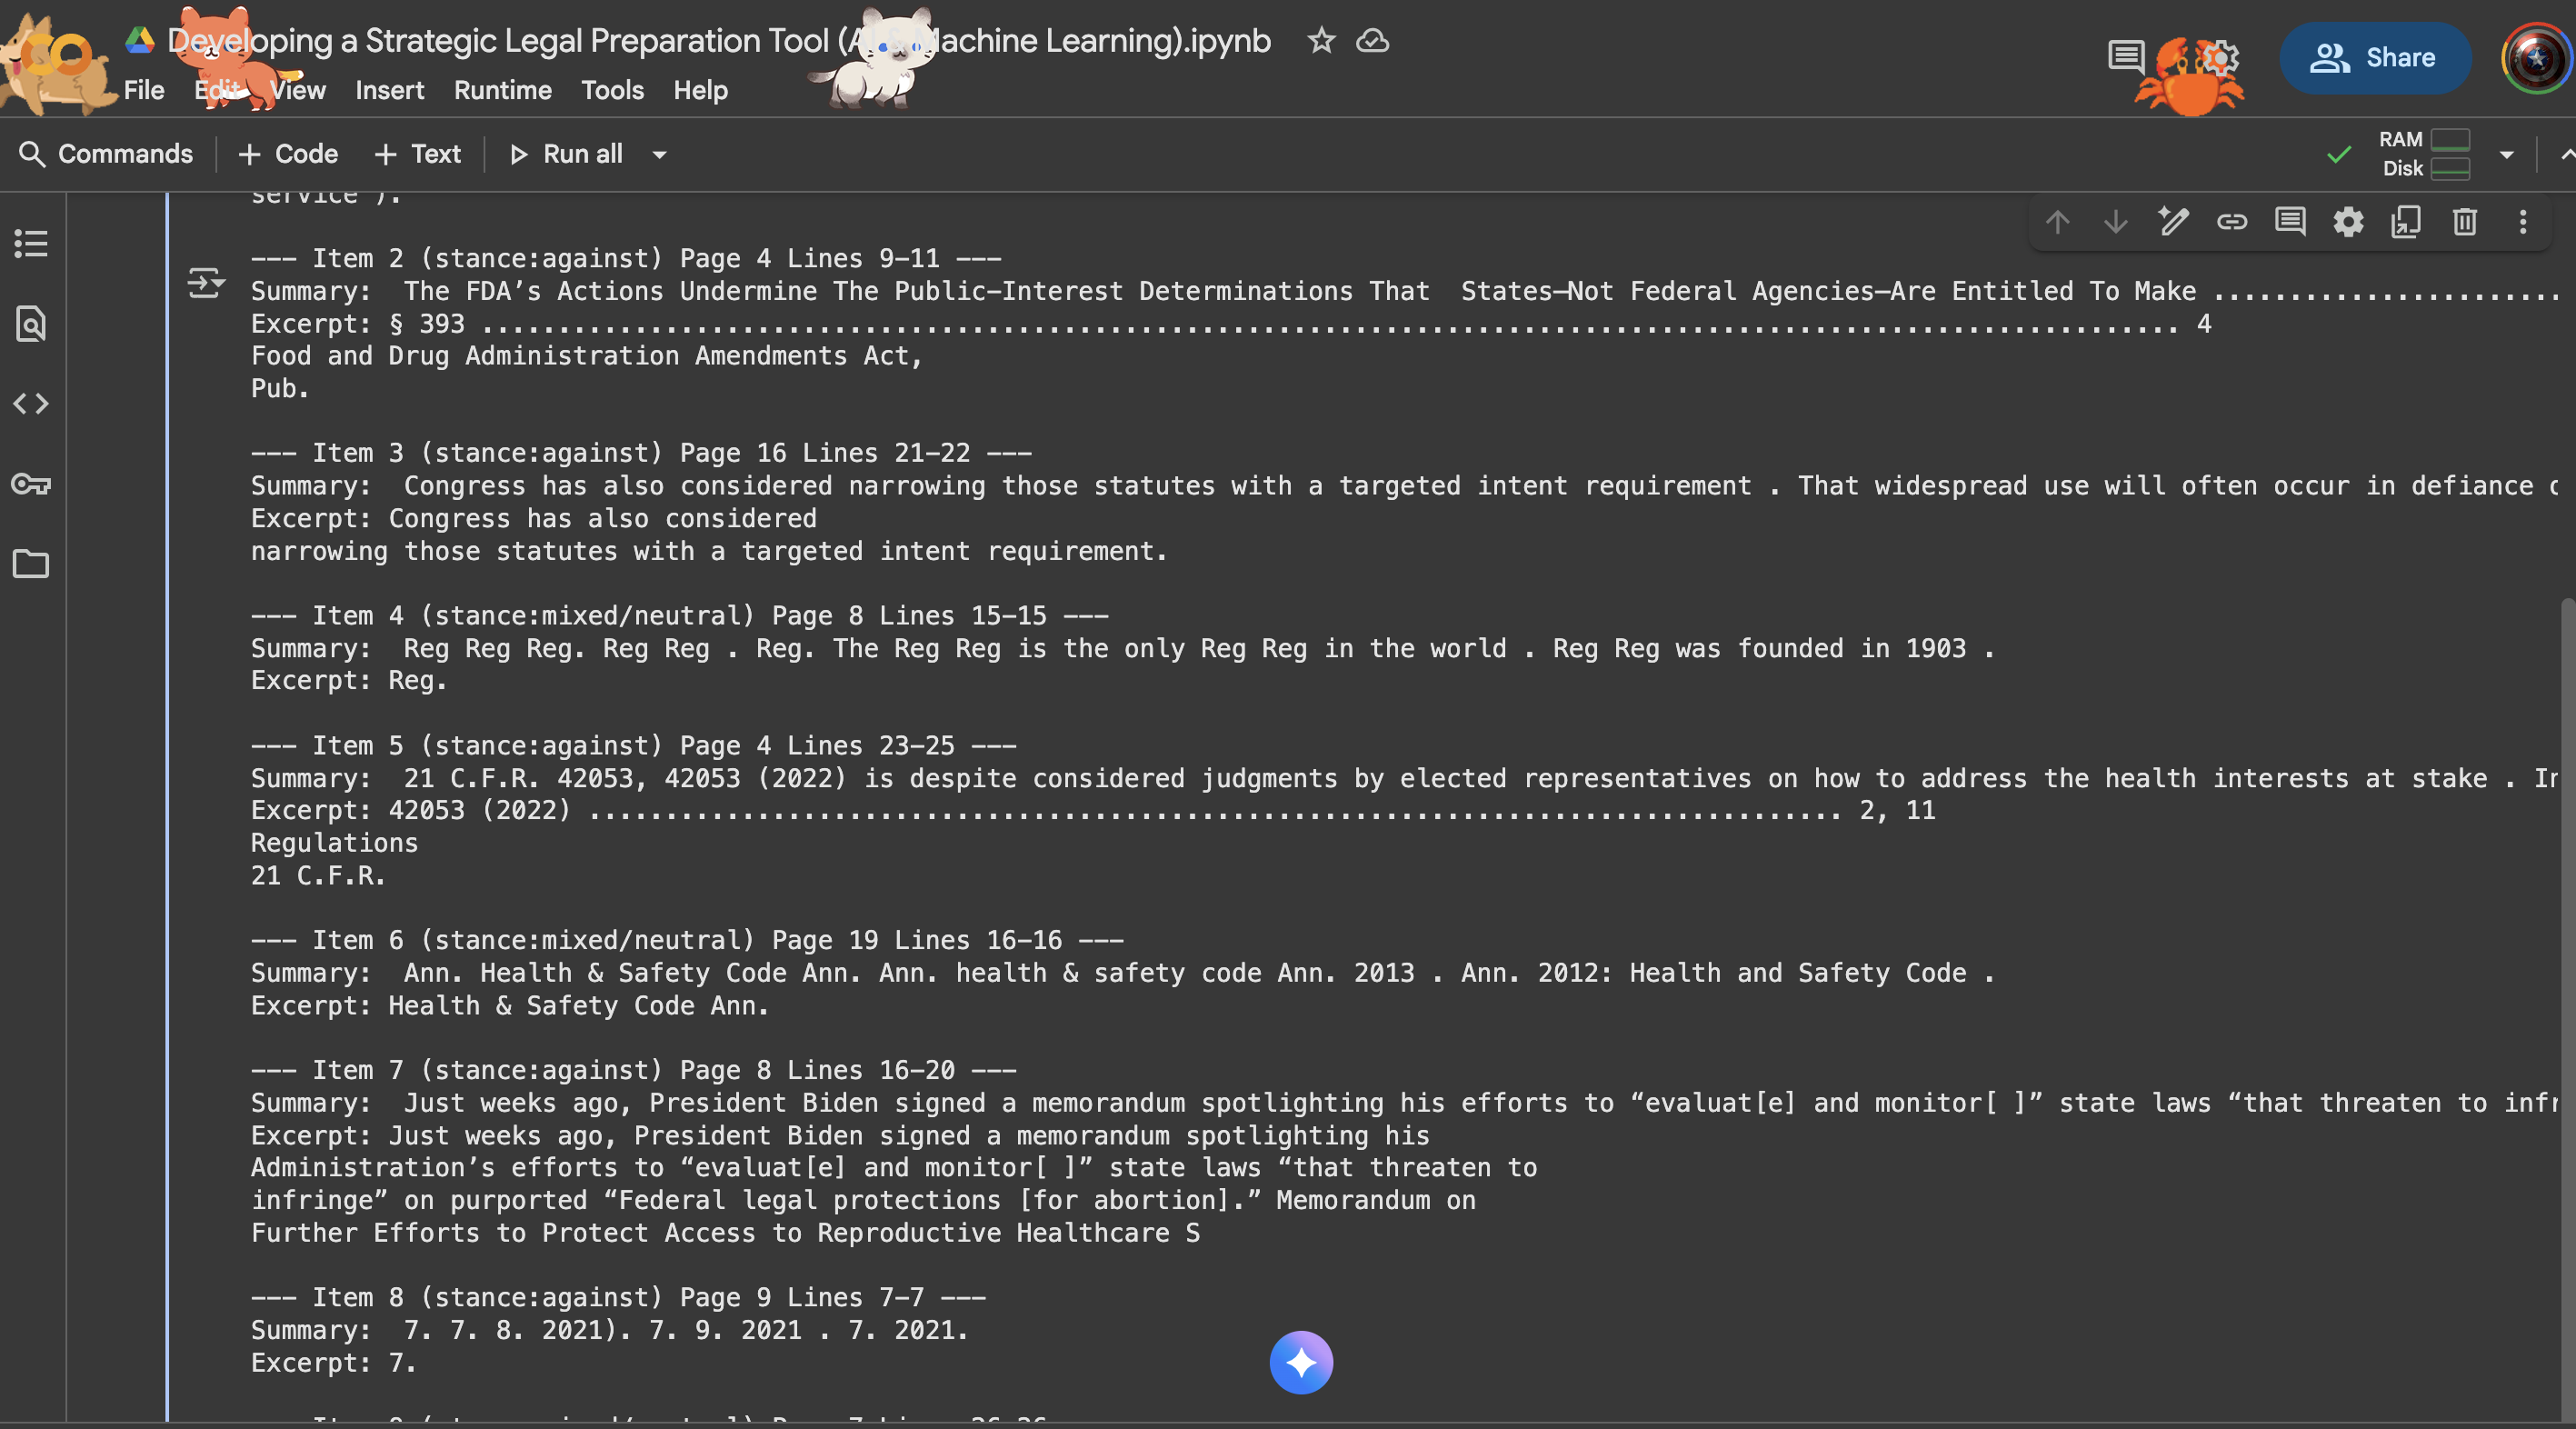 Developing a Strategic Legal Preparation Tool (AI & Machine Learning).ipynb
File Edit View Insert Runtime Tools Help
Share
Commands + Code + Text Run all
RAM
Disk
service ).
--- Item 2 (stance:against) Page 4 Lines 9-11 ---
Summary:  The FDA’s Actions Undermine The Public-Interest Determinations That  States—Not Federal Agencies—Are Entitled To Make .......................
Excerpt: § 393 ............................................................................................................... 4
Food and Drug Administration Amendments Act,
Pub.
--- Item 3 (stance:against) Page 16 Lines 21-22 ---
Summary:  Congress has also considered narrowing those statutes with a targeted intent requirement . That widespread use will often occur in defiance
Excerpt: Congress has also considered
narrowing those statutes with a targeted intent requirement.
--- Item 4 (stance:mixed/neutral) Page 8 Lines 15-15 ---
Summary:  Reg Reg Reg. Reg Reg . Reg. The Reg Reg is the only Reg Reg in the world . Reg Reg was founded in 1903 .
Excerpt: Reg.
--- Item 5 (stance:against) Page 4 Lines 23-25 ---
Summary:  21 C.F.R. 42053, 42053 (2022) is despite considered judgments by elected representatives on how to address the health interests at stake .
Excerpt: 42053 (2022) .................................................................................. 2, 11
Regulations
21 C.F.R.
--- Item 6 (stance:mixed/neutral) Page 19 Lines 16-16 ---
Summary:  Ann. Health & Safety Code Ann. Ann. health & safety code Ann. 2013 . Ann. 2012: Health and Safety Code .
Excerpt: Health & Safety Code Ann.
--- Item 7 (stance:against) Page 8 Lines 16-20 ---
Summary:  Just weeks ago, President Biden signed a memorandum spotlighting his efforts to “evaluat[e] and monitor[ ]” state laws “that threaten to
Excerpt: Just weeks ago, President Biden signed a memorandum spotlighting his
Administration’s efforts to “evaluat[e] and monitor[ ]” state laws “that threaten to
infringe” on purported “Federal legal protections [for abortion].” Memorandum on
Further Efforts to Protect Access to Reproductive Healthcare S
--- Item 8 (stance:against) Page 9 Lines 7-7 ---
Summary:  7. 7. 8. 2021). 7. 9. 2021 . 7. 2021.
Excerpt: 7.